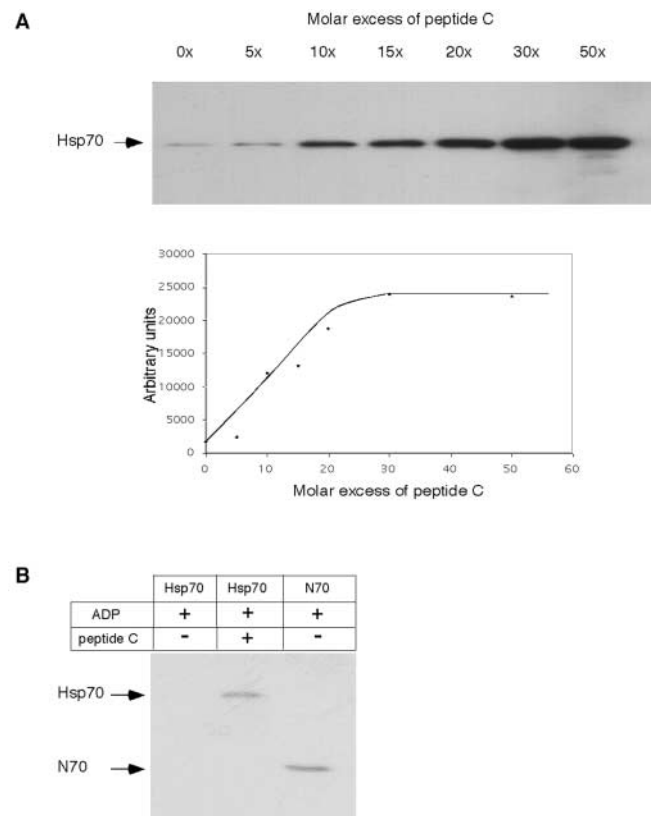 A
Molar excess of peptide C
0x 5x 10x 15x 20x 30x 50x
Hsp70
30000
25000
20000
15000
10000
5000
0
Arbitrary units
0 10 20 30 40 50 60
Molar excess of peptide C
B
Hsp70 Hsp70 N70
ADP + + +
peptide C - + -
Hsp70
N70